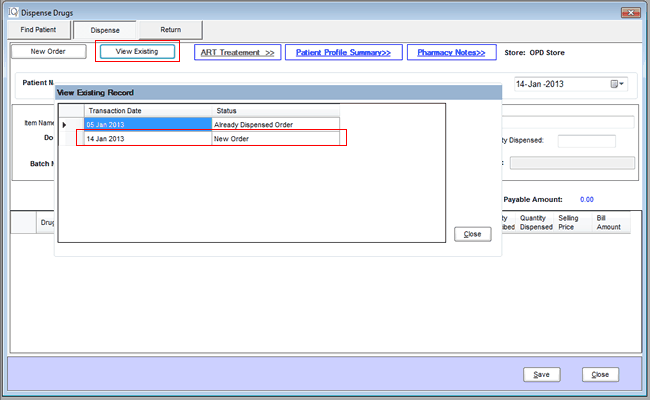 Dispense Drugs
Find Patient Dispense Return
New Order View Existing ART Treatement >> Patient Profile Summary>> Pharmacy Notes>> Store: OPD Store
Patient N 14-Jan -2013
View Existing Record
Transaction Date Status
05 Jan 2013 Already Dispensed Order
14 Jan 2013 New Order
Close
Item Name
Do ty Dispensed:
Batch N
Payable Amount: 0.00
Drug ty Quantity Selling Bill
ibed Dispensed Price Amount
Save Close